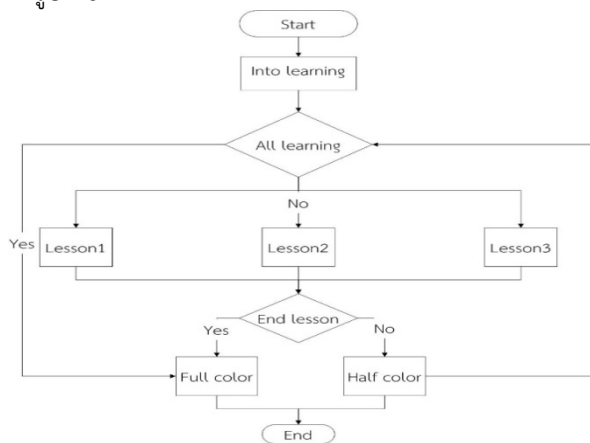 Start
Into learning
All learning
No
Yes
Lesson1
Lesson2
Lesson3
End lesson
Yes
No
Full color
Half color
End